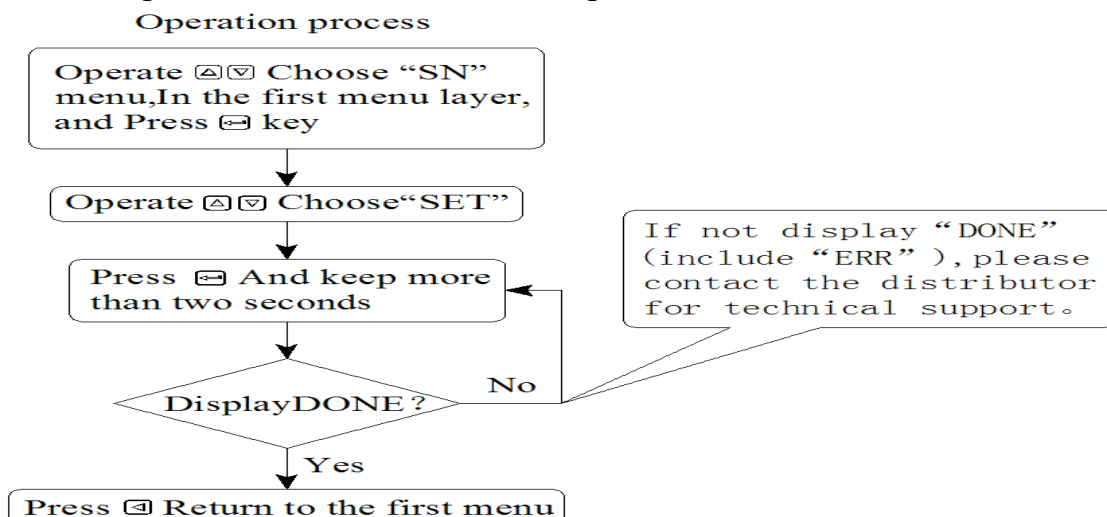 Operation process
Operate △ ▽ Choose “SN”
menu,In the first menu layer,
and Press ↵ key
Operate △ ▽ Choose“SET”
Press ↵ And keep more
than two seconds
If not display “DONE”
(include “ERR” ),please
contact the distributor
for technical support。
DisplayDONE？
No
Yes
Press ◁ Return to the first menu